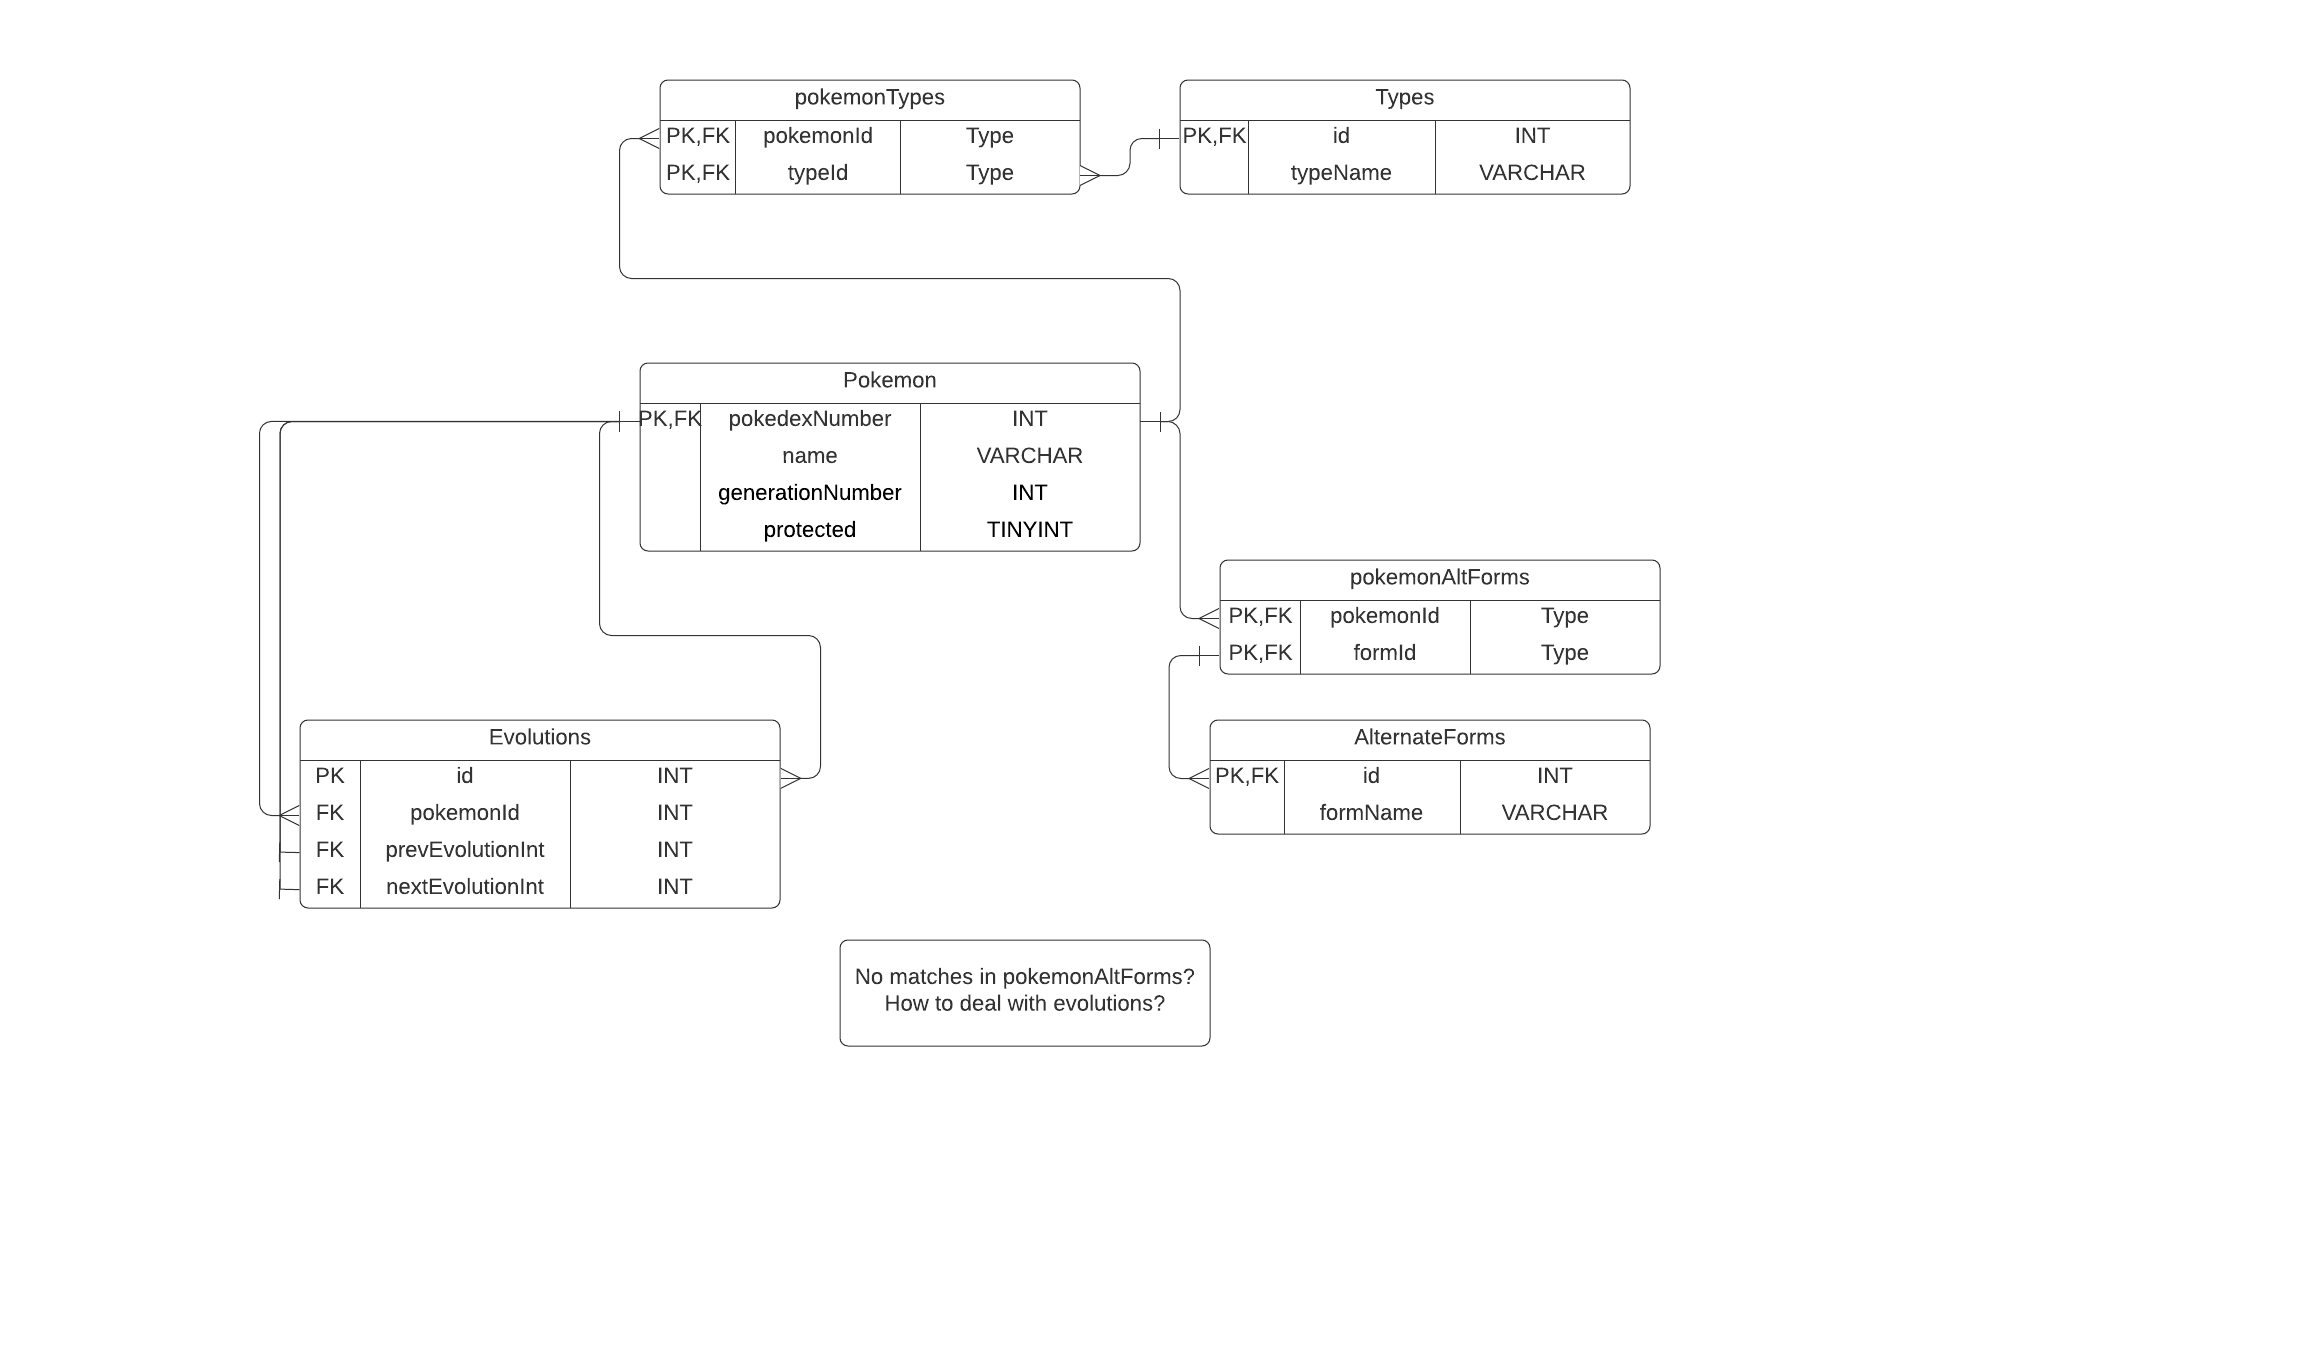 pokemonTypes
PK,FK pokemonId Type
PK,FK typeId Type
Types
PK,FK id INT
typeName VARCHAR
Pokemon
PK,FK pokedexNumber INT
name VARCHAR
generationNumber INT
protected TINYINT
pokemonAltForms
PK,FK pokemonId Type
PK,FK formId Type
Evolutions
PK id INT
FK pokemonId INT
FK prevEvolutionInt INT
FK nextEvolutionInt INT
AlternateForms
PK,FK id INT
formName VARCHAR
No matches in pokemonAltForms?
How to deal with evolutions?